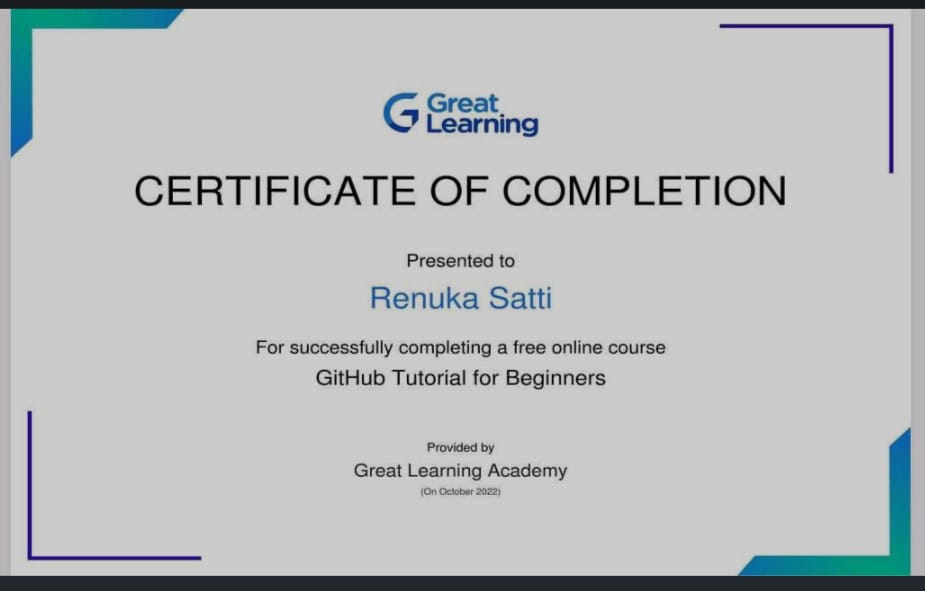 Great
Learning
CERTIFICATE OF COMPLETION
Presented to
Renuka Satti
For successfully completing a free online course
GitHub Tutorial for Beginners
Provided by
Great Learning Academy
(On October 2022)